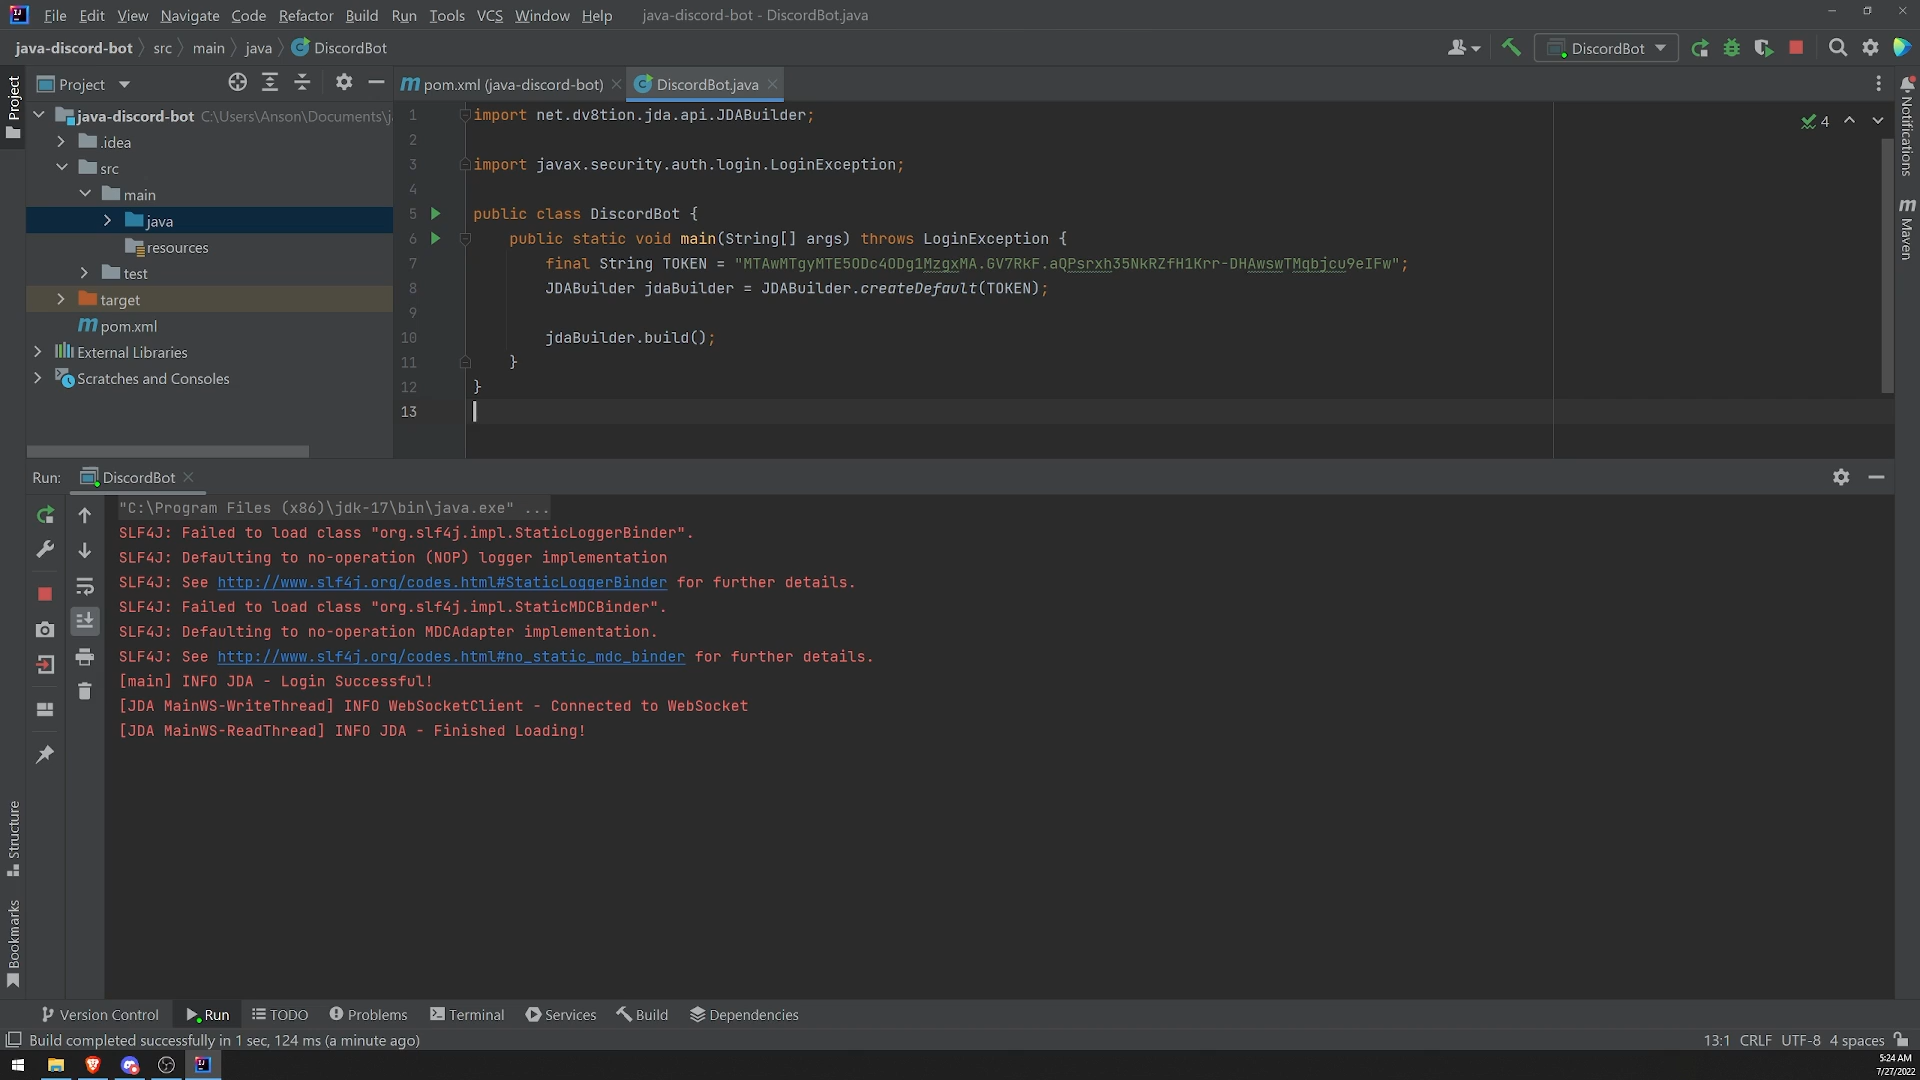 File Edit View Navigate Code Refactor Build Run Tools VCS Window Help java-discord-bot - DiscordBot.java
java-discord-bot src main java DiscordBot
DiscordBot
Project
pom.xml (java-discord-bot)
DiscordBot.java
Project
Notifications
Maven
java-discord-bot C:\Users\Anson\Documents\j
.idea
src
main
java
resources
test
target
pom.xml
External Libraries
Scratches and Consoles
4
1 import net.dv8tion.jda.api.JDABuilder;
2
3 import javax.security.auth.login.LoginException;
4
5 public class DiscordBot {
6 public static void main(String[] args) throws LoginException {
7 final String TOKEN = "MTAwMTgyMTE5ODc4ODg1MzgxMA.GV7RkF.aQPsrxh35NkRZfH1Krr-DHAwswTMqbjcu9eIFw";
8 JDABuilder jdaBuilder = JDABuilder.createDefault(TOKEN);
9
10 jdaBuilder.build();
11 }
12 }
13
Run: DiscordBot
"C:\Program Files (x86)\jdk-17\bin\java.exe" ...
SLF4J: Failed to load class "org.slf4j.impl.StaticLoggerBinder".
SLF4J: Defaulting to no-operation (NOP) logger implementation
SLF4J: See http://www.slf4j.org/codes.html#StaticLoggerBinder for further details.
SLF4J: Failed to load class "org.slf4j.impl.StaticMDCBinder".
SLF4J: Defaulting to no-operation MDCAdapter implementation.
SLF4J: See http://www.slf4j.org/codes.html#no_static_mdc_binder for further details.
[main] INFO JDA - Login Successful!
[JDA MainWS-WriteThread] INFO WebSocketClient - Connected to WebSocket
[JDA MainWS-ReadThread] INFO JDA - Finished Loading!
Structure
Bookmarks
Version Control Run TODO Problems Terminal Services Build Dependencies
Build completed successfully in 1 sec, 124 ms (a minute ago)
13:1 CRLF UTF-8 4 spaces
5:24 AM
7/27/2022